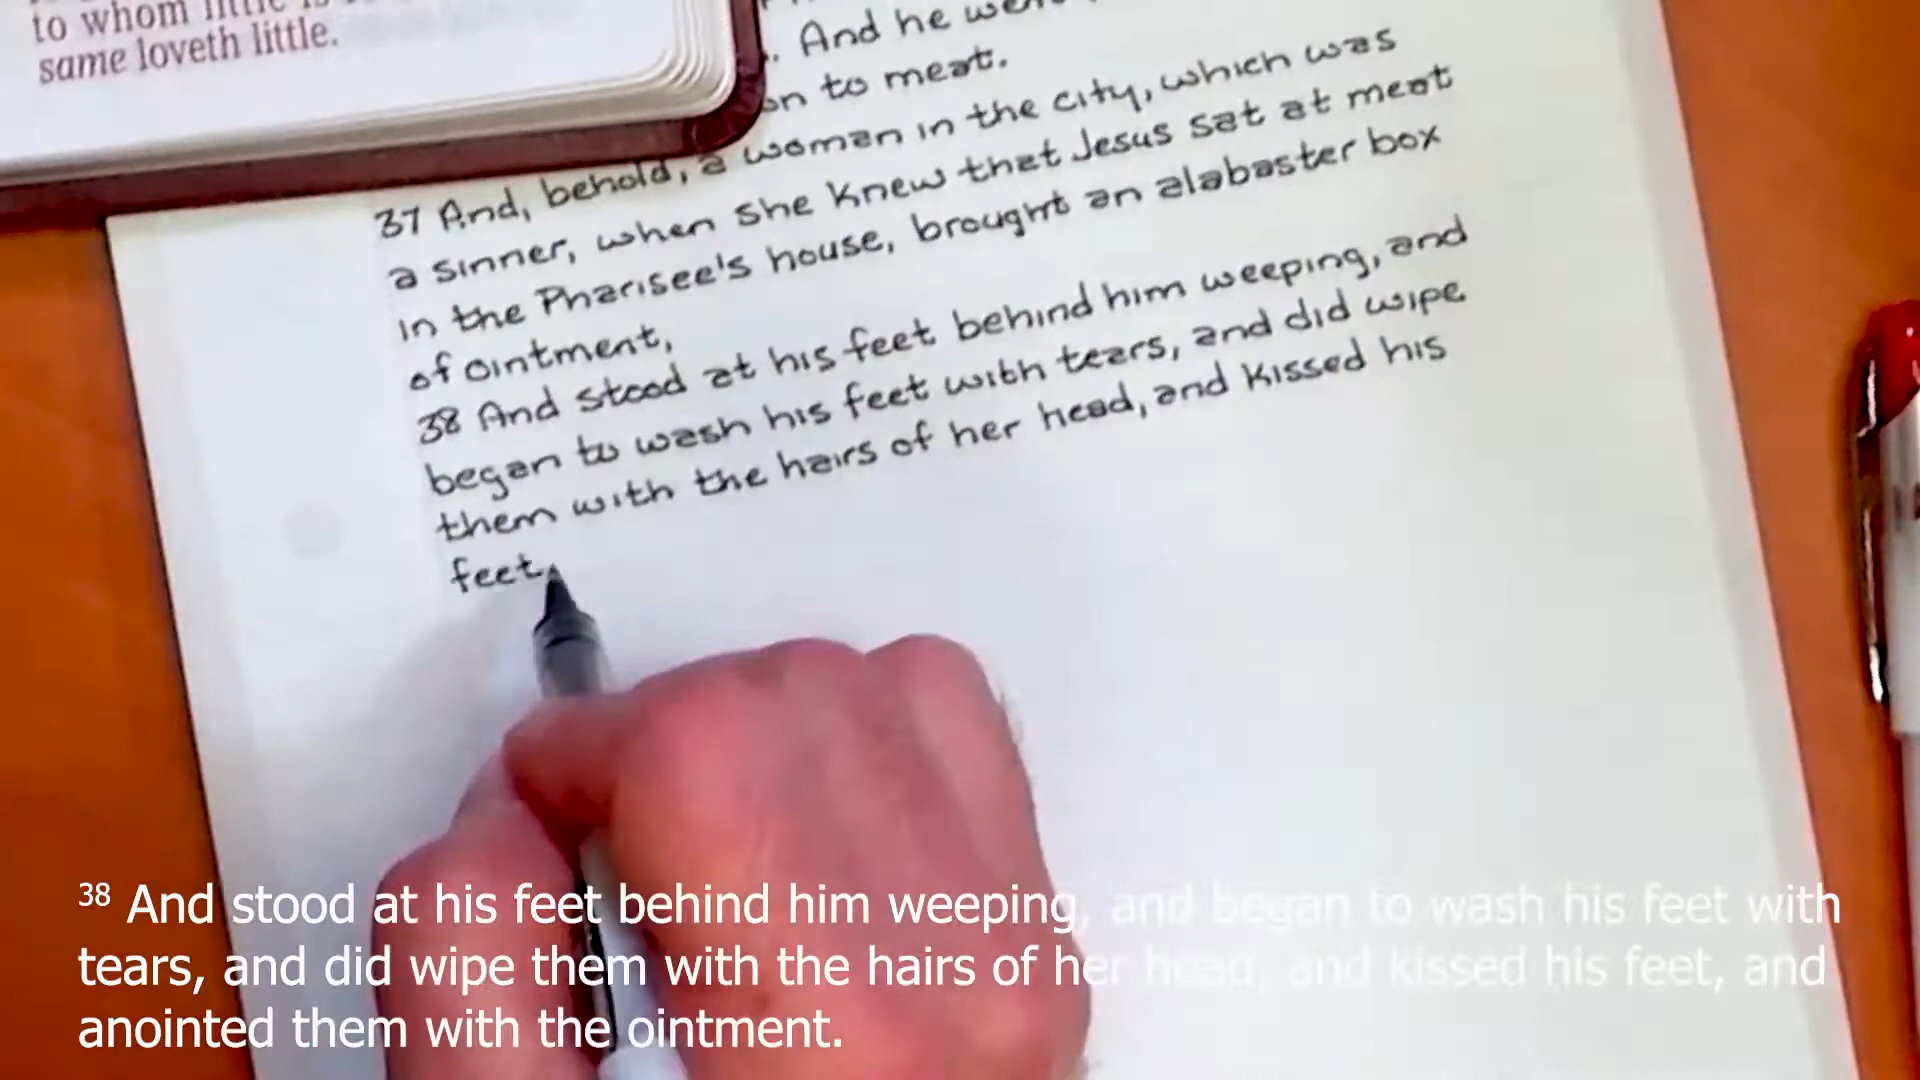 to whom little is
same loveth little.
. And he went
on to meat.
37 And, behold, a woman in the city, which was
a sinner, when she knew that Jesus sat at meat
in the Pharisee's house, brought an alabaster box
of ointment,
38 And stood at his feet behind him weeping, and
began to wash his feet with tears, and did wipe
them with the hairs of her head, and kissed his
feet,
38 And stood at his feet behind him weeping, and began to wash his feet with
tears, and did wipe them with the hairs of her head, and kissed his feet, and
anointed them with the ointment.